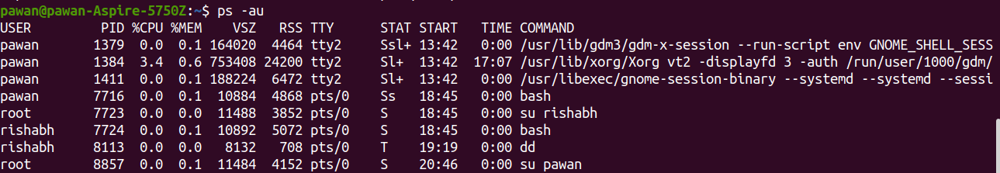 pawan@pawan-Aspire-5750Z:~$ ps -au
USER PID %CPU %MEM VSZ RSS TTY STAT START TIME COMMAND
pawan 1379 0.0 0.1 164020 4464 tty2 Ssl+ 13:42 0:00 /usr/lib/gdm3/gdm-x-session --run-script env GNOME_SHELL_SESS
pawan 1384 3.4 0.6 753408 24200 tty2 Sl+ 13:42 17:07 /usr/lib/xorg/Xorg vt2 -displayfd 3 -auth /run/user/1000/gdm/
pawan 1411 0.0 0.1 188224 6472 tty2 Sl+ 13:42 0:00 /usr/libexec/gnome-session-binary --systemd --systemd --sessi
pawan 7716 0.0 0.1 10884 4868 pts/0 Ss 18:45 0:00 bash
root 7723 0.0 0.0 11488 3852 pts/0 S 18:45 0:00 su rishabh
rishabh 7724 0.0 0.1 10892 5072 pts/0 S 18:45 0:00 bash
rishabh 8113 0.0 0.0 8132 708 pts/0 T 19:19 0:00 dd
root 8857 0.0 0.1 11484 4152 pts/0 S 20:46 0:00 su pawan